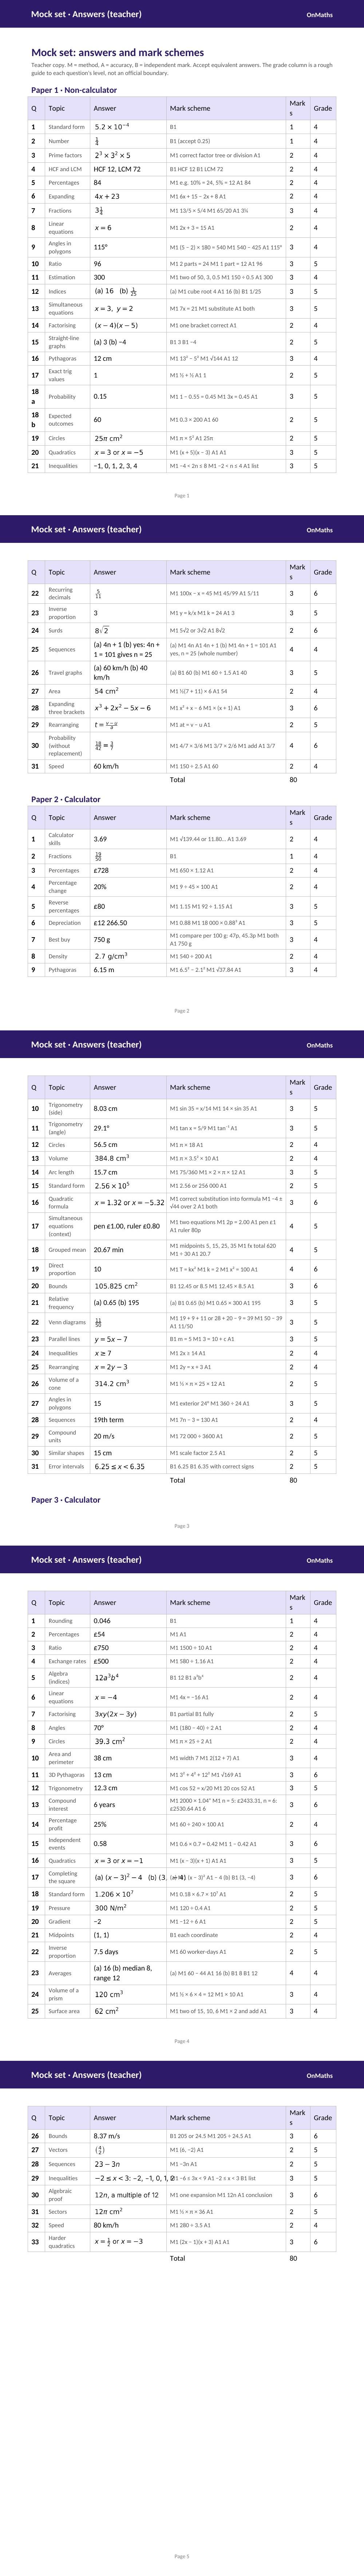 Mock set: Answers (teacher) OnMaths
Mock set: answers and mark schemes
Teacher copy. M = method, A = accuracy, B = independent mark. Accept equivalent answers. The grade column is a rough
guide to each question's level, not an official boundary.
Paper 1 · Non-calculator
Q Topic Answer Mark scheme Marks Grade
1 Standard form 5.2 × 10⁻⁴ B1 1 4
2 Number B1 (accept 0.25) 1 4
3 Prime factors 2³ × 3² × 5 M1 correct factor tree or division A1 2 4
4 HCF and LCM HCF 12, LCM 72 B1 HCF 12 B1 LCM 72 2 4
5 Percentages 84 M1 e.g. 10% = 24, 5% = 12 A1 84 2 4
6 Expanding 4x + 23 M1 6x + 15 − 2x + 8 A1 2 4
7 Fractions 3¼ M1 13/5 × 5/4 M1 65/20 A1 3¼ 3 4
8 Linear equations x = 6 M1 2x + 3 = 15 A1 2 4
9 Angles in polygons 115° M1 (5 − 2) × 180 = 540 M1 540 − 425 A1 115° 3 5
10 Ratio 96 M1 2 parts = 24 M1 1 part = 12 A1 96 3 5
11 Estimation 300 M1 two of 50, 3, 0.5 M1 150 ÷ 0.5 A1 300 3 4
12 Indices (a) 16 (b) 1/25 (a) M1 cube root 4 A1 16 (b) B1 1/25 3 5
13 Simultaneous equations x = 3, y = 2 M1 7x = 21 M1 substitute A1 both 3 5
14 Factorising (x − 4)(x − 5) M1 one bracket correct A1 2 4
15 Straight-line graphs (a) 3 (b) −4 B1 3 B1 −4 2 5
16 Pythagoras 12 cm M1 13² − 5² M1 √144 A1 12 3 4
17 Exact trig values 1 M1 ½ + ½ A1 1 2 5
18a Probability 0.15 M1 1 − 0.55 = 0.45 M1 3x = 0.45 A1 3 5
18b Expected outcomes 60 M1 0.3 × 200 A1 60 2 5
19 Circles 25π cm² M1 π × 5² A1 25π 2 5
20 Quadratics x = 3 or x = −5 M1 (x + 5)(x − 3) A1 A1 3 5
21 Inequalities −1, 0, 1, 2, 3, 4 M1 −4 < 2n ≤ 8 M1 −2 < n ≤ 4 A1 list 3 5
Page 1
Mock set: Answers (teacher) OnMaths
Q Topic Answer Mark scheme Marks Grade
22 Recurring decimals 5/11 M1 100x − x = 45 M1 45/99 A1 5/11 3 6
23 Inverse proportion 3 M1 y = k/x M1 k = 24 A1 3 3 5
24 Surds 8√2 M1 5√2 or 3√2 A1 8√2 2 6
25 Sequences (a) 4n + 1 (b) yes: 4n + 1 = 101 gives n = 25 (a) M1 4n A1 4n + 1 (b) M1 4n + 1 = 101 A1 yes, n = 25 (whole number) 4 5
26 Travel graphs (a) 60 km/h (b) 40 km/h (a) B1 60 (b) M1 60 ÷ 1.5 A1 40 3 5
27 Area 54 cm² M1 ½(7 + 11) × 6 A1 54 2 4
28 Expanding three brackets x³ + 2x² − 5x − 6 M1 x² + x − 6 M1 × (x + 1) A1 3 6
29 Rearranging t = (v−u)/a M1 at = v − u A1 2 5
30 Probability (without replacement) M1 4/7 × 3/6 M1 3/7 × 2/6 M1 add A1 3/7 4 6
31 Speed 60 km/h M1 150 ÷ 2.5 A1 60 2 4
Total 80
Paper 2 · Calculator
Q Topic Answer Mark scheme Marks Grade
1 Calculator skills 3.69 M1 √139.44 or 11.80... A1 3.69 2 4
2 Fractions B1 1 4
3 Percentages £728 M1 650 × 1.12 A1 2 4
4 Percentage change 20% M1 9 ÷ 45 × 100 A1 2 4
5 Reverse percentages £80 M1 1.15 M1 92 ÷ 1.15 A1 3 5
6 Depreciation £12 266.50 M1 0.88 M1 18 000 × 0.88³ A1 3 5
7 Best buy 750 g M1 compare per 100 g: 47p, 45.3p M1 both A1 750 g 3 4
8 Density 2.7 g/cm³ M1 540 ÷ 200 A1 2 4
9 Pythagoras 6.15 m M1 6.5² − 2.1² M1 √37.84 A1 3 4
Page 2
Mock set: Answers (teacher) OnMaths
Q Topic Answer Mark scheme Marks Grade
10 Trigonometry (side) 8.03 cm M1 sin 35 = x/14 M1 14 × sin 35 A1 3 5
11 Trigonometry (angle) 29.1° M1 tan x = 5/9 M1 tan⁻¹ A1 3 5
12 Circles 56.5 cm M1 π × 18 A1 2 4
13 Volume 384.8 cm³ M1 π × 3.5² × 10 A1 2 5
14 Arc length 15.7 cm M1 75/360 M1 × 2 × π × 12 A1 3 5
15 Standard form 2.56 × 10⁵ M1 2.56 or 256 000 A1 2 5
16 Quadratic formula x = 1.32 or x = −5.32 M1 correct substitution into formula M1 −4 ± √44 over 2 A1 both 3 6
17 Simultaneous equations (context) pen £1.00, ruler £0.80 M1 two equations M1 2p = 2.00 A1 pen £1 A1 ruler 80p 4 5
18 Grouped mean 20.67 min M1 midpoints 5, 15, 25, 35 M1 fx total 620 M1 ÷ 30 A1 20.7 4 5
19 Direct proportion 10 M1 T = kx² M1 k = 2 M1 x² = 100 A1 4 6
20 Bounds 105.825 cm² B1 12.45 or 8.5 M1 12.45 × 8.5 A1 3 6
21 Relative frequency (a) 0.65 (b) 195 (a) B1 0.65 (b) M1 0.65 × 300 A1 195 3 5
22 Venn diagrams 11/50 M1 19 + 9 + 11 or 28 + 20 − 9 = 39 M1 50 − 39 A1 11/50 3 5
23 Parallel lines y = 5x − 7 B1 m = 5 M1 3 = 10 + c A1 3 5
24 Inequalities x ≥ 7 M1 2x ≥ 14 A1 2 4
25 Rearranging x = 2y − 3 M1 2y = x + 3 A1 2 4
26 Volume of a cone 314.2 cm³ M1 ⅓ × π × 25 × 12 A1 2 5
27 Angles in polygons 15 M1 exterior 24° M1 360 ÷ 24 A1 3 5
28 Sequences 19th term M1 7n − 3 = 130 A1 2 4
29 Compound units 20 m/s M1 72 000 ÷ 3600 A1 2 5
30 Similar shapes 15 cm M1 scale factor 2.5 A1 2 5
31 Error intervals 6.25 ≤ x < 6.35 B1 6.25 B1 6.35 with correct signs 2 5
Total 80
Paper 3 · Calculator
Page 3
Mock set: Answers (teacher) OnMaths
Q Topic Answer Mark scheme Marks Grade
1 Rounding 0.046 B1 1 4
2 Percentages £54 M1 A1 2 4
3 Ratio £750 M1 1500 ÷ 10 A1 2 4
4 Exchange rates £500 M1 580 ÷ 1.16 A1 2 4
5 Algebra (indices) 12a³b⁴ B1 12 B1 a³b⁴ 2 4
6 Linear equations x = −4 M1 4x = −16 A1 2 4
7 Factorising 3xy(2x − 3y) B1 partial B1 fully 2 5
8 Angles 70° M1 (180 − 40) ÷ 2 A1 2 4
9 Circles 39.3 cm² M1 π × 25 ÷ 2 A1 2 4
10 Area and perimeter 38 cm M1 width 7 M1 2(12 + 7) A1 3 4
11 3D Pythagoras 13 cm M1 3² + 4² + 12² M1 √169 A1 3 6
12 Trigonometry 12.3 cm M1 cos 52 = x/20 M1 20 cos 52 A1 3 5
13 Compound interest 6 years M1 2000 × 1.04ⁿ M1 n = 5: £2433.31, n = 6: £2530.64 A1 6 3 6
14 Percentage profit 25% M1 60 ÷ 240 × 100 A1 2 4
15 Independent events 0.58 M1 0.6 × 0.7 = 0.42 M1 1 − 0.42 A1 3 6
16 Quadratics x = 3 or x = −1 M1 (x − 3)(x + 1) A1 A1 3 5
17 Completing the square (a) (x − 3)² − 4 (b) (3, −4) (x − 3)² A1 − 4 (b) B1 (3, −4) 3 6
18 Standard form 1.206 × 10⁷ M1 0.18 × 6.7 × 10⁷ A1 2 5
19 Pressure 300 N/m² M1 120 ÷ 0.4 A1 2 5
20 Gradient −2 M1 −12 ÷ 6 A1 2 5
21 Midpoints (1, 1) B1 each coordinate 2 4
22 Inverse proportion 7.5 days M1 60 worker-days A1 2 5
23 Averages (a) 16 (b) median 8, range 12 (a) M1 60 − 44 A1 16 (b) B1 8 B1 12 4 4
24 Volume of a prism 120 cm³ M1 ½ × 6 × 4 = 12 M1 × 10 A1 3 4
25 Surface area 62 cm² M1 two of 15, 10, 6 M1 × 2 and add A1 3 4
Page 4
Mock set: Answers (teacher) OnMaths
Q Topic Answer Mark scheme Marks Grade
26 Bounds 8.37 m/s B1 205 or 24.5 M1 205 ÷ 24.5 A1 3 6
27 Vectors M1 (6, −2) A1 2 5
28 Sequences 23 − 3n M1 −3n A1 2 5
29 Inequalities −2 ≤ x < 3: −2, −1, 0, 1, 2 M1 −6 ≤ 3x < 9 A1 −2 ≤ x < 3 B1 list 3 5
30 Algebraic proof 12n, a multiple of 12 M1 one expansion M1 12n A1 conclusion 3 6
31 Sectors 12π cm² M1 ⅓ × π × 36 A1 2 5
32 Speed 80 km/h M1 280 ÷ 3.5 A1 2 4
33 Harder quadratics x = ½ or x = −3 M1 (2x − 1)(x + 3) A1 A1 3 6
Total 80
Page 5